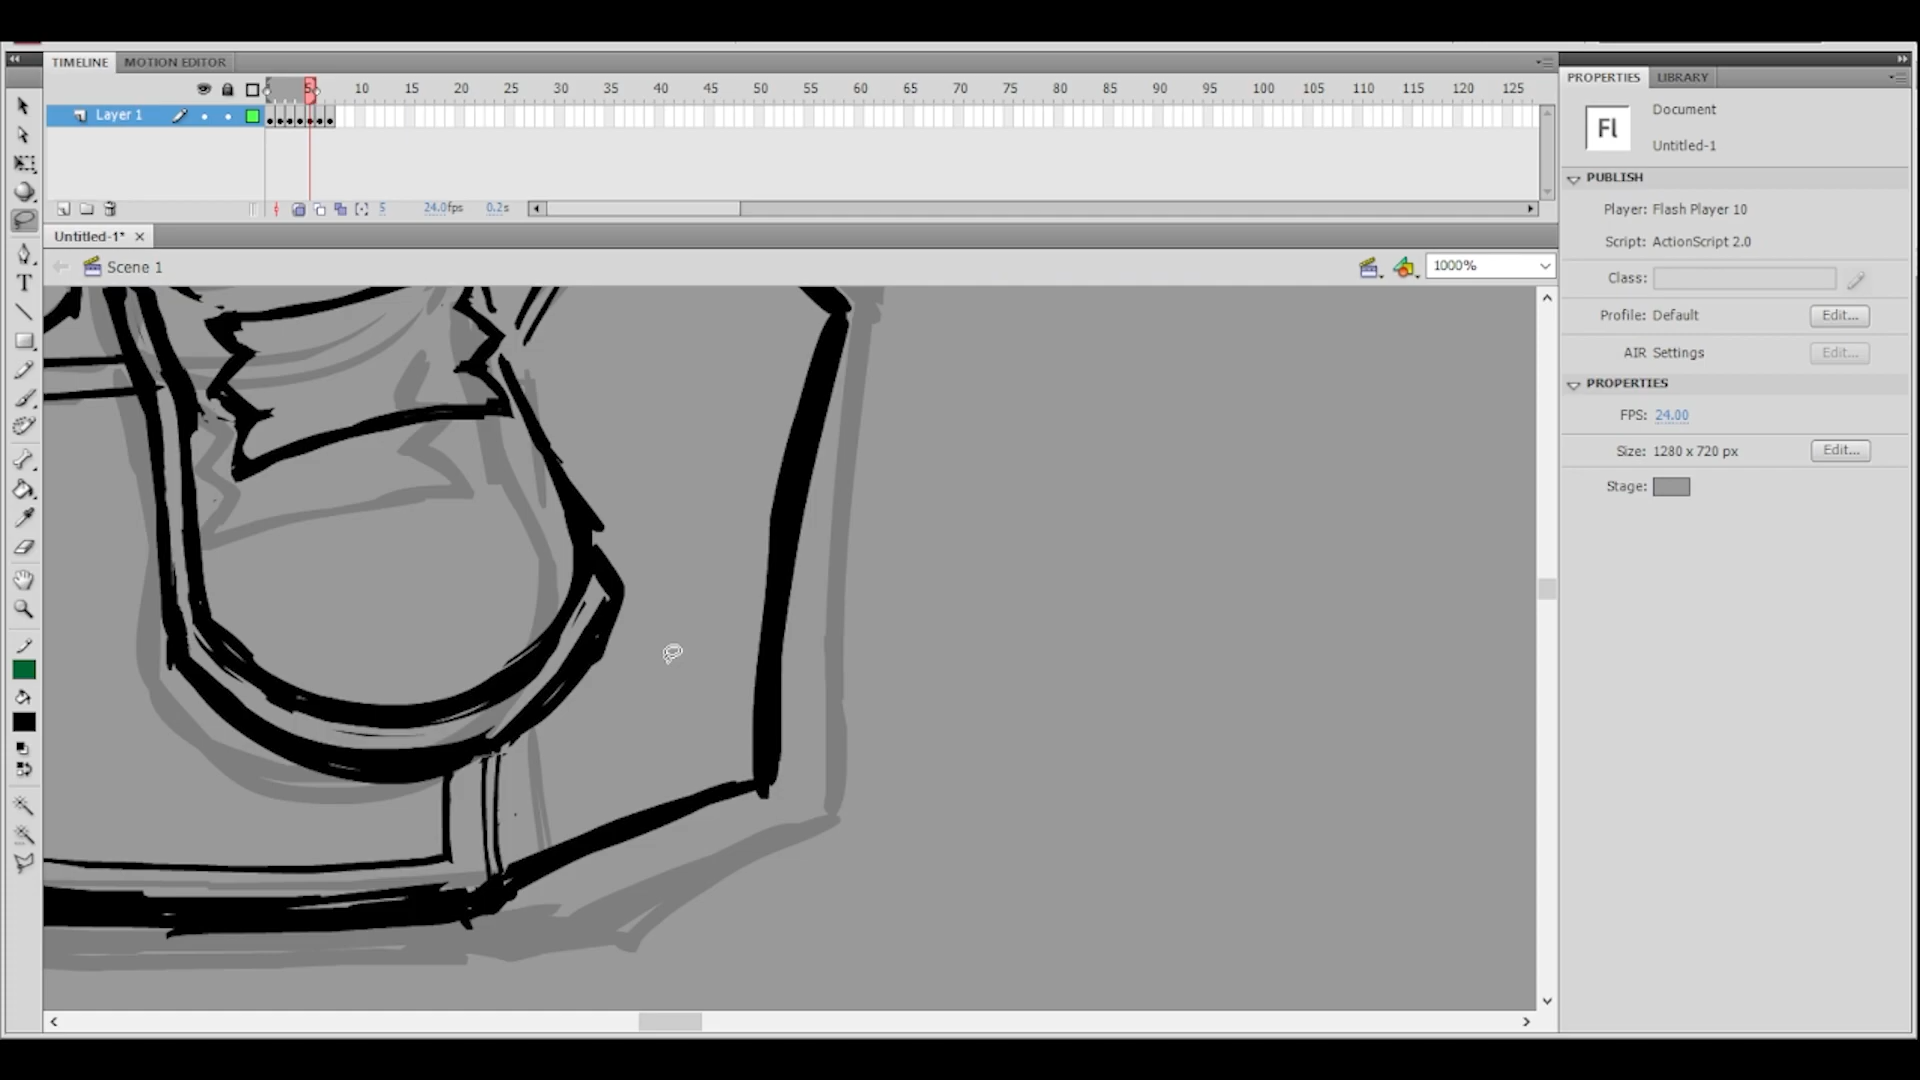 TIMELINE MOTION EDITOR
5 10 15 20 25 30 35 40 45 50 55 60 65 70 75 80 85 90 95 100 105 110 115 120 125
Layer 1
5 24.0fps 0.2s
Untitled-1*
Scene 1
1000%
T
PROPERTIES LIBRARY
Fl
Document
Untitled-1
PUBLISH
Player: Flash Player 10
Script: ActionScript 2.0
Class:
Profile: Default Edit...
AIR Settings Edit...
PROPERTIES
FPS: 24.00
Size: 1280 x 720 px Edit...
Stage: